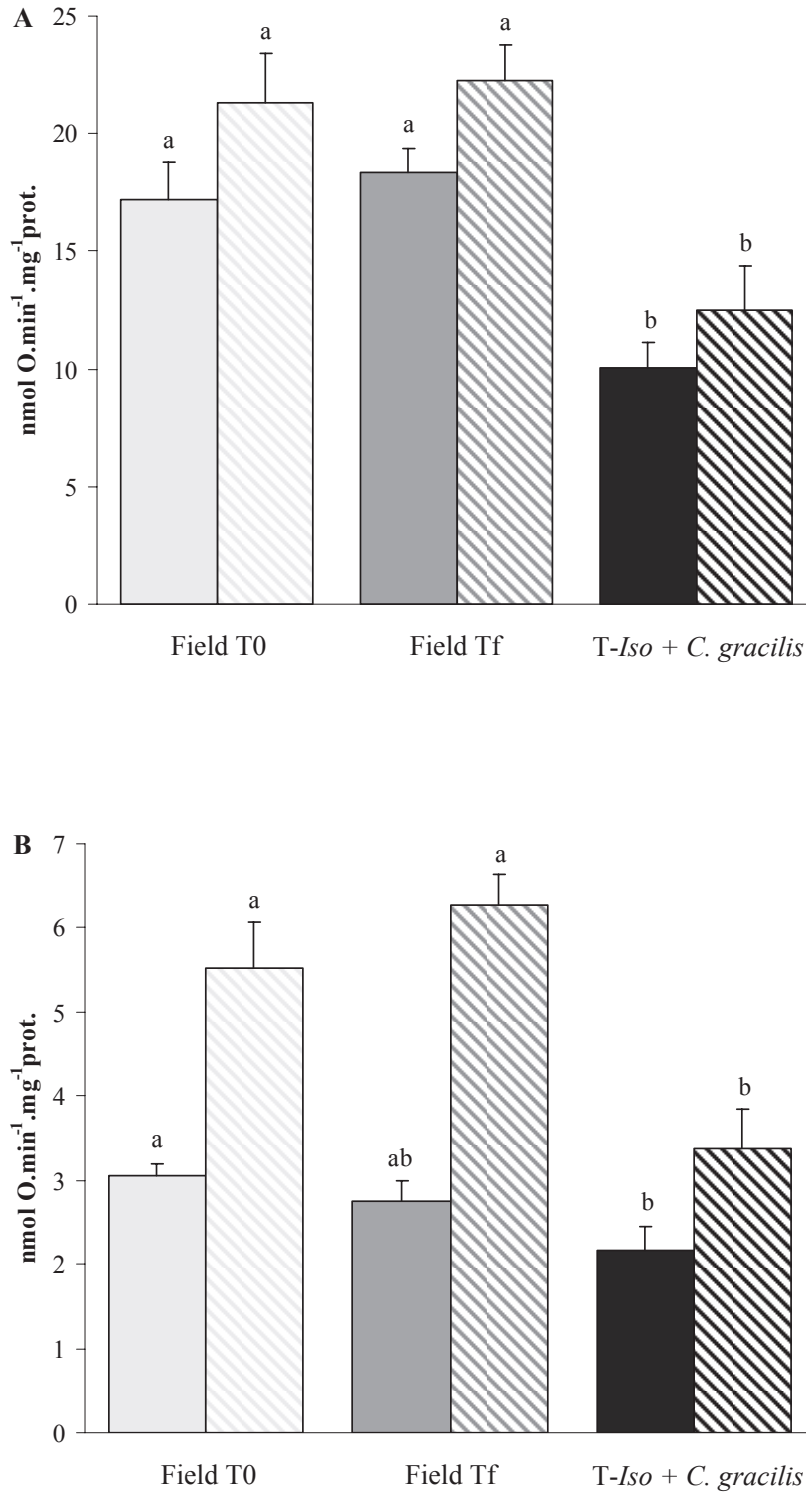 A
25
20
15
10
5
0
nmol O.min⁻¹.mg⁻¹prot.
a
a
a
a
b
b
Field T0
Field Tf
T-Iso + C. gracilis
B
7
6
5
4
3
2
1
0
nmol O.min⁻¹.mg⁻¹prot.
a
a
ab
a
b
b
Field T0
Field Tf
T-Iso + C. gracilis